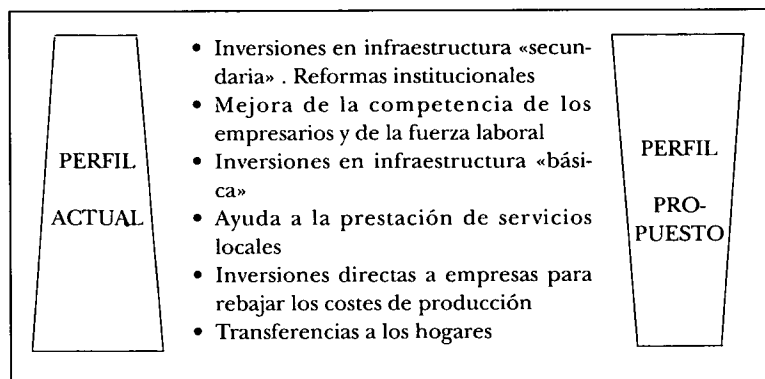 PERFIL
ACTUAL
• Inversiones en infraestructura «secun-
daria» . Reformas institucionales
• Mejora de la competencia de los
empresarios y de la fuerza laboral
• Inversiones en infraestructura «bási-
ca»
• Ayuda a la prestación de servicios
locales
• Inversiones directas a empresas para
rebajar los costes de producción
• Transferencias a los hogares
PERFIL
PRO-
PUESTO